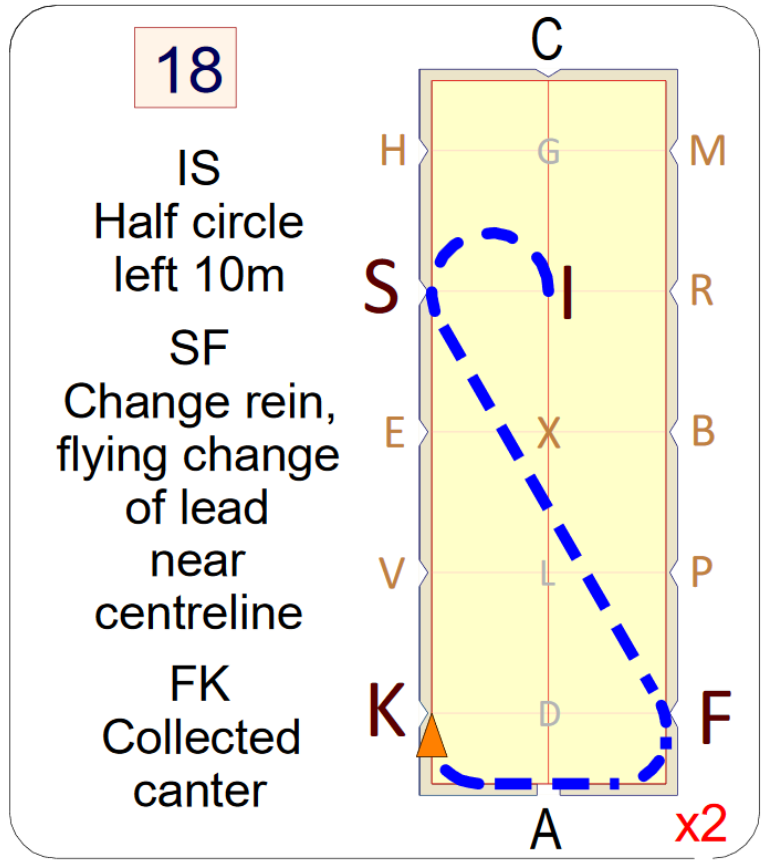 18
IS
Half circle
left 10m
SF
Change rein,
flying change
of lead
near
centreline
FK
Collected
canter
C
H G M
S I R
E X B
V L P
K D F
A
x2